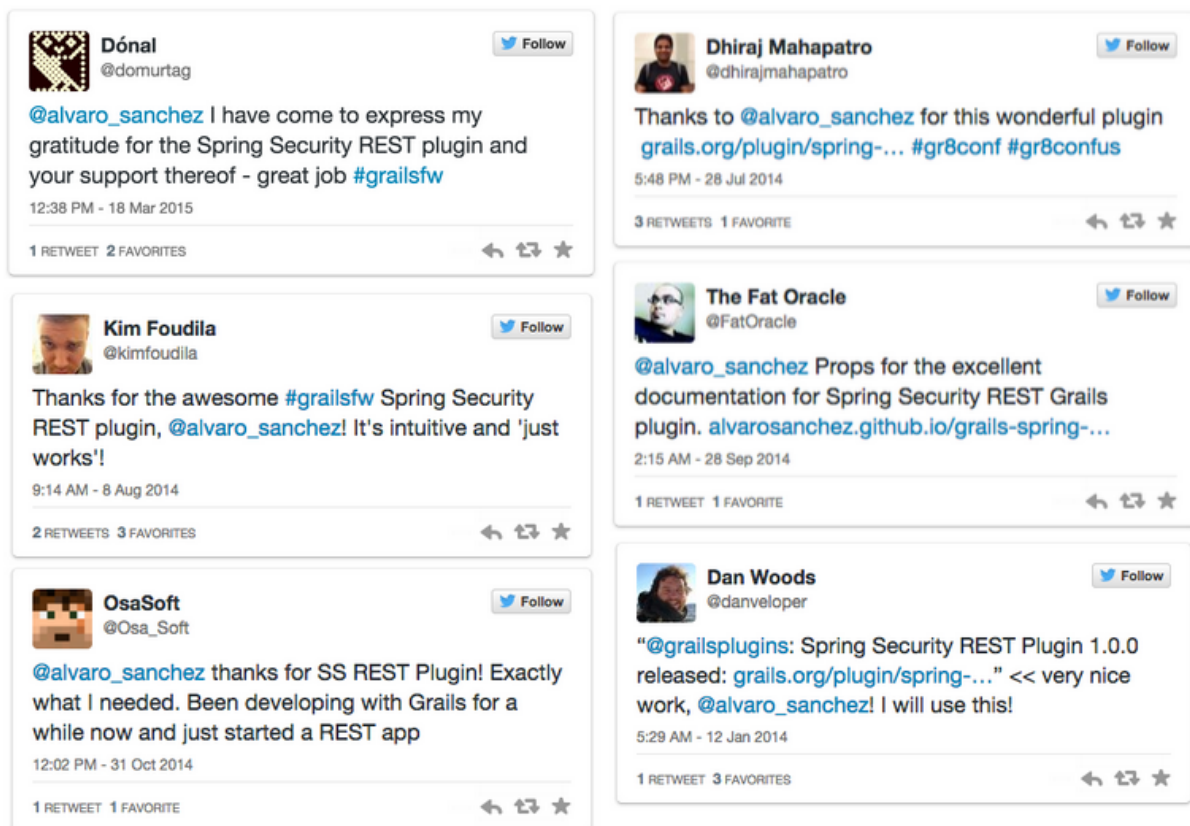 Dónal
@domurtag
Follow
@alvaro_sanchez I have come to express my
gratitude for the Spring Security REST plugin and
your support thereof - great job #grailsfw
12:38 PM - 18 Mar 2015
1 RETWEET 2 FAVORITES
Kim Foudila
@kimfoudila
Follow
Thanks for the awesome #grailsfw Spring Security
REST plugin, @alvaro_sanchez! It's intuitive and 'just
works'!
9:14 AM - 8 Aug 2014
2 RETWEETS 3 FAVORITES
OsaSoft
@Osa_Soft
Follow
@alvaro_sanchez thanks for SS REST Plugin! Exactly
what I needed. Been developing with Grails for a
while now and just started a REST app
12:02 PM - 31 Oct 2014
1 RETWEET 1 FAVORITE
Dhiraj Mahapatro
@dhirajmahapatro
Follow
Thanks to @alvaro_sanchez for this wonderful plugin
grails.org/plugin/spring-... #gr8conf #gr8confus
5:48 PM - 28 Jul 2014
3 RETWEETS 1 FAVORITE
The Fat Oracle
@FatOracle
Follow
@alvaro_sanchez Props for the excellent
documentation for Spring Security REST Grails
plugin. alvarosanchez.github.io/grails-spring-...
2:15 AM - 28 Sep 2014
1 RETWEET 1 FAVORITE
Dan Woods
@danveloper
Follow
“@grailsplugins: Spring Security REST Plugin 1.0.0
released: grails.org/plugin/spring-...” << very nice
work, @alvaro_sanchez! I will use this!
5:29 AM - 12 Jan 2014
1 RETWEET 3 FAVORITES